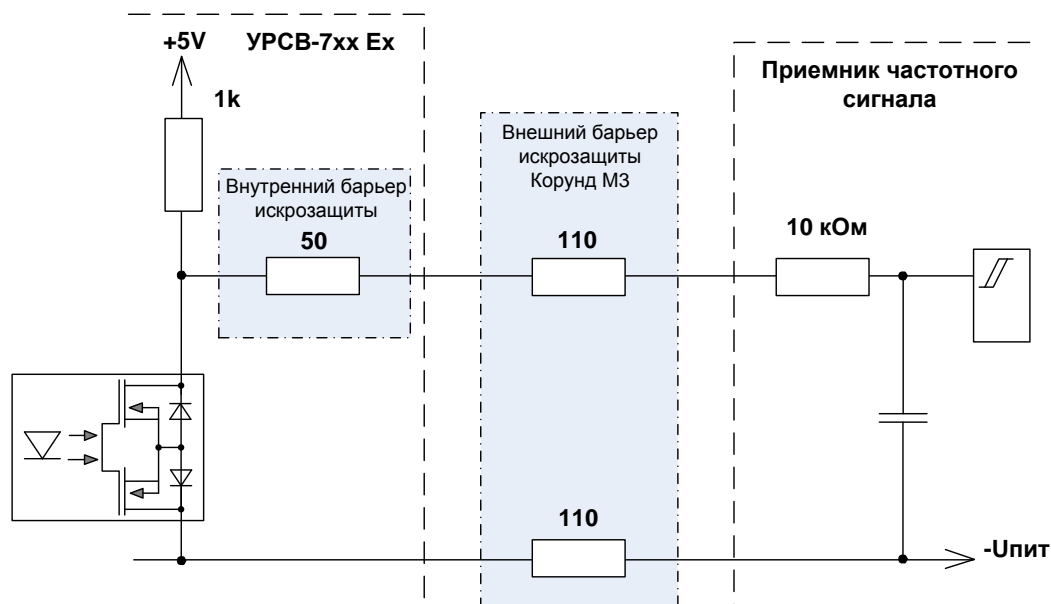 +5V
УРСВ-7xx Ex
1k
Внутренний барьер
искрозащиты
50
Внешний барьер
искрозащиты
Корунд М3
110
Приемник частотного
сигнала
10 кОм
110
-Uпит